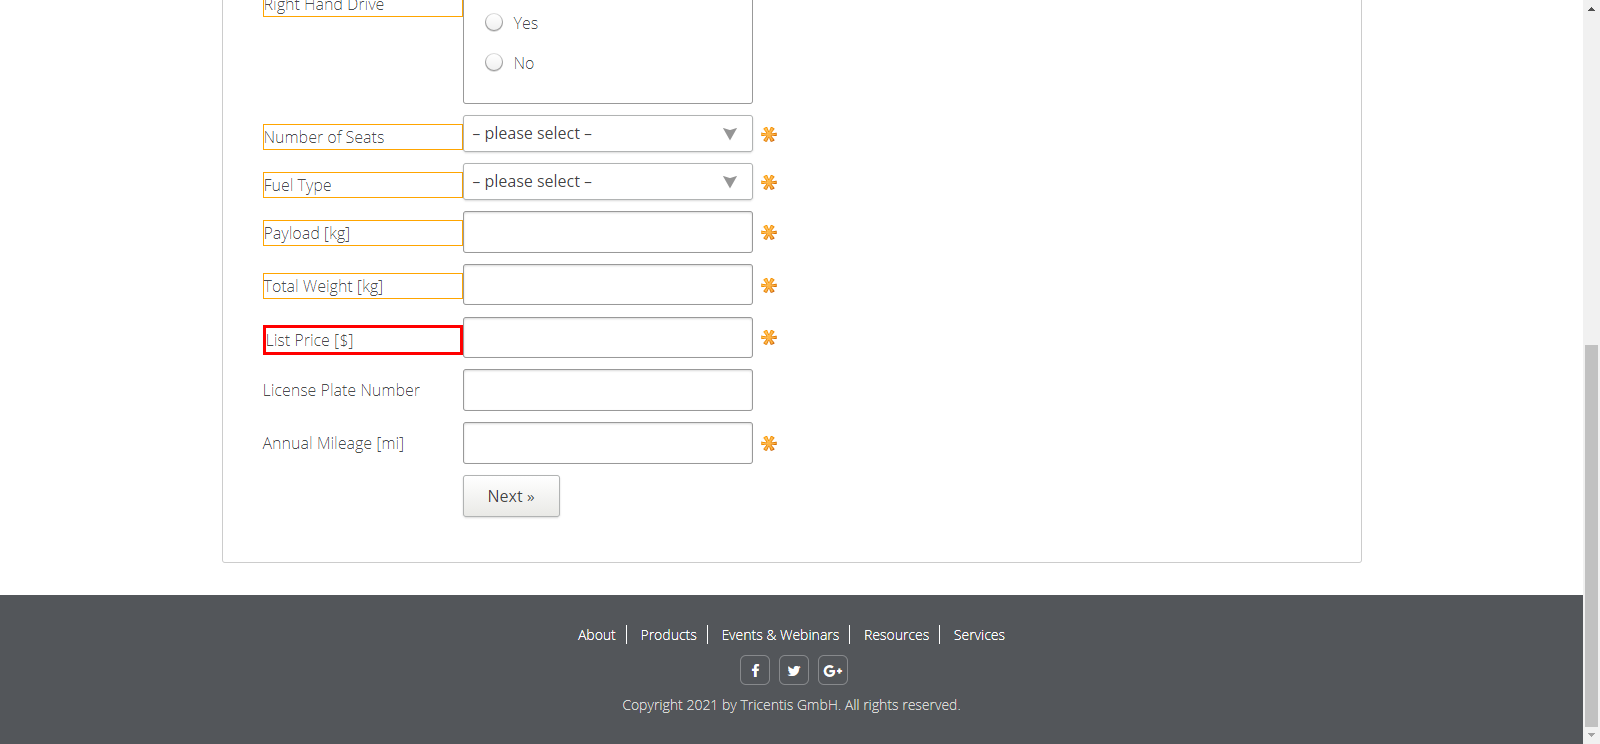 Right Hand Drive
Yes
No
Number of Seats
– please select –
Fuel Type
– please select –
Payload [kg]
Total Weight [kg]
List Price [$]
License Plate Number
Annual Mileage [mi]
Next »
About Products Events & Webinars Resources Services
Copyright 2021 by Tricentis GmbH. All rights reserved.